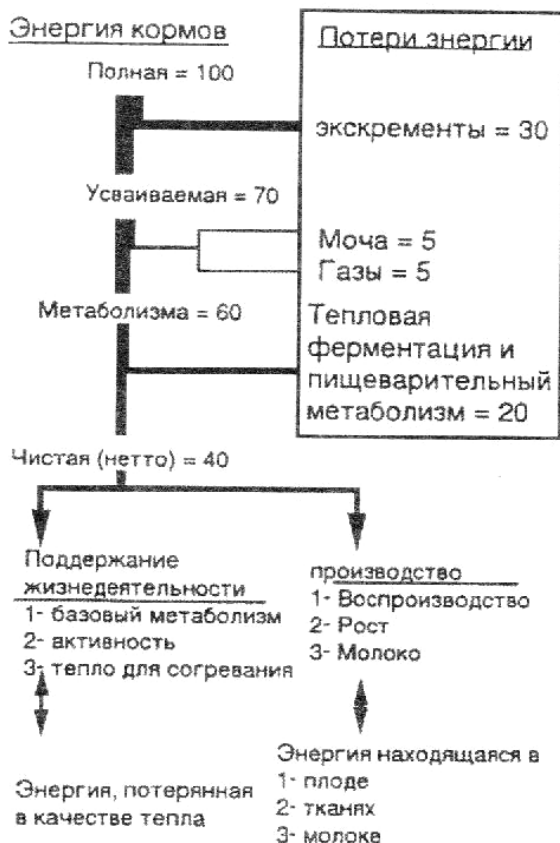 Энергия кормов
Полная = 100
Усваиваемая = 70
Метаболизма = 60
Чистая (нетто) = 40
Потери энергии
экскременты = 30
Моча = 5
Газы = 5
Тепловая
ферментация и
пищеварительный
метаболизм = 20
Поддержание
жизнедеятельности
1- базовый метаболизм
2- активность
3- тепло для согревания
Энергия, потерянная
в качестве тепла
производство
1- Воспроизводство
2- Рост
3- Молоко
Энергия находящаяся в
1- плоде
2- тканях
3- молоке